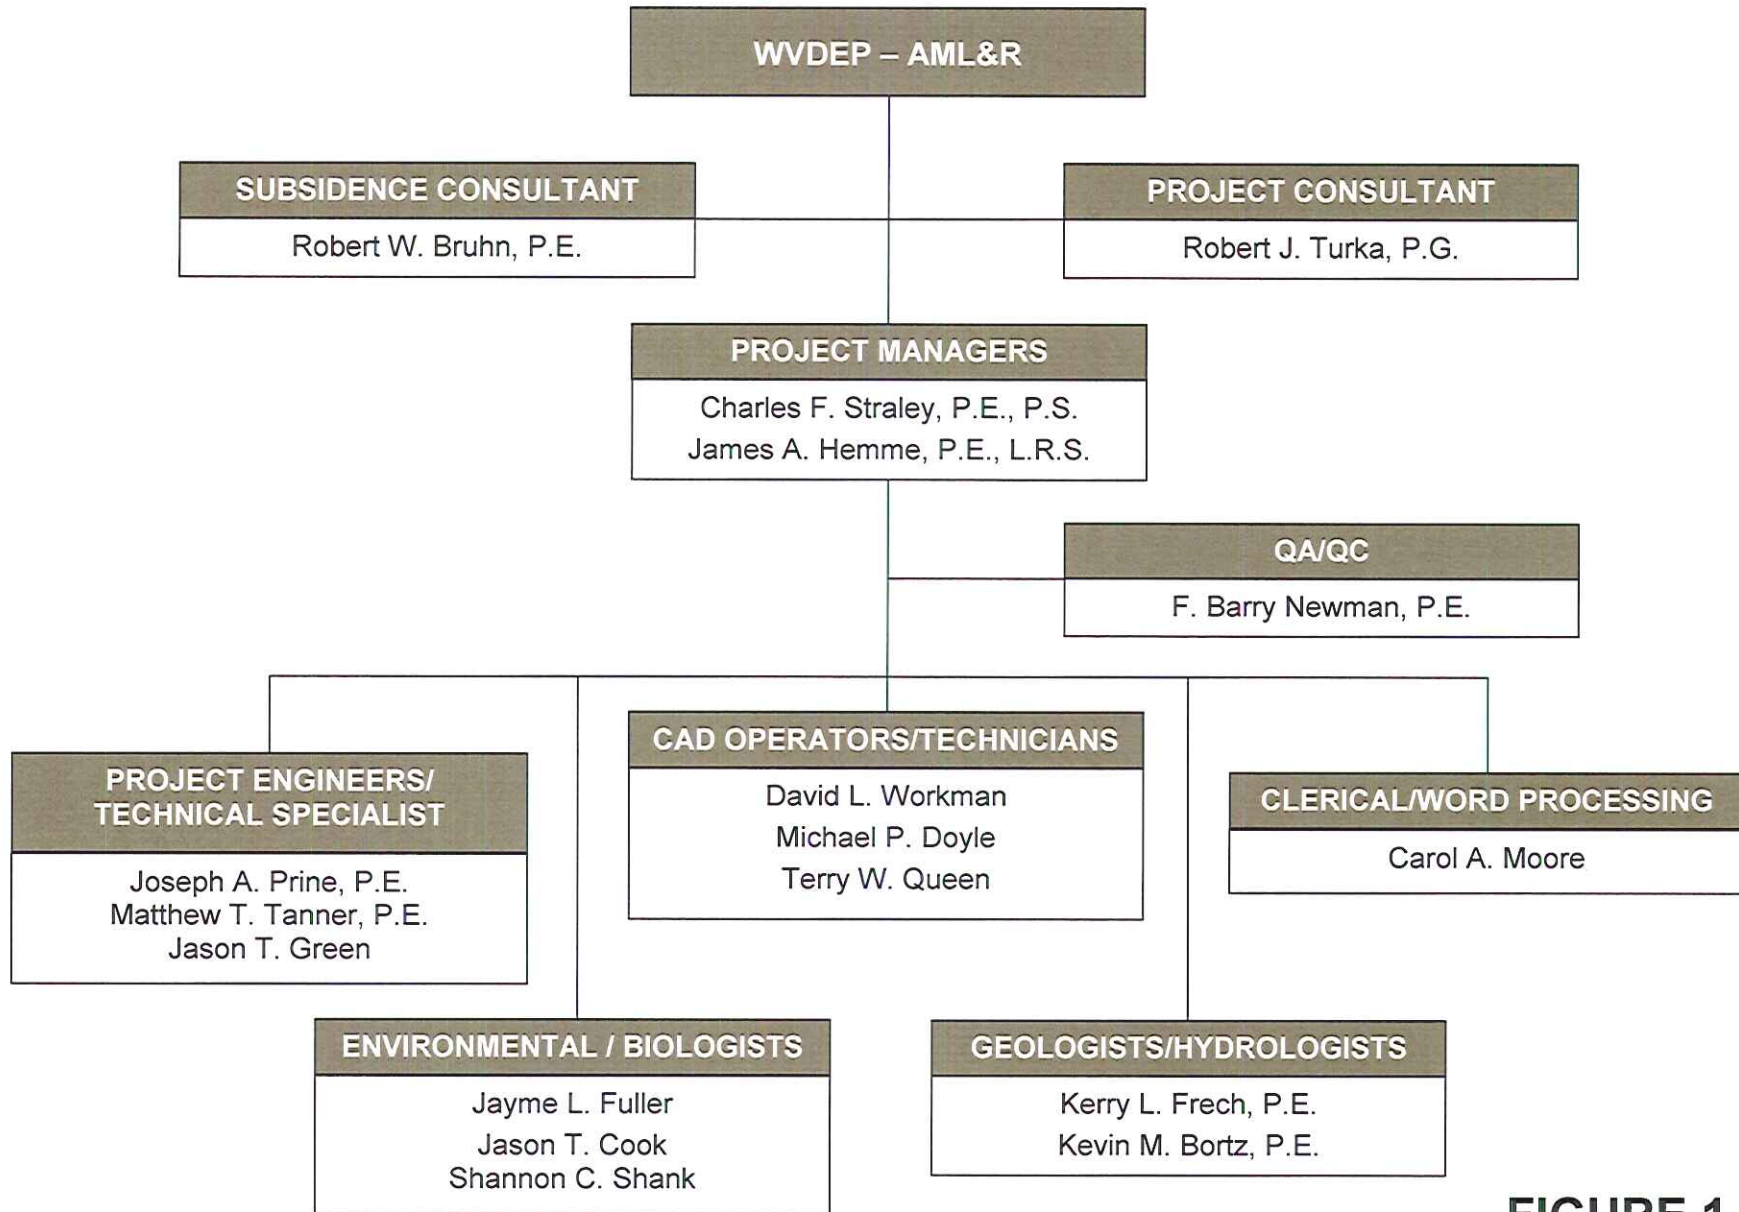 WVDEP – AML&R
SUBSIDENCE CONSULTANT
Robert W. Bruhn, P.E.
PROJECT CONSULTANT
Robert J. Turka, P.G.
PROJECT MANAGERS
Charles F. Straley, P.E., P.S.
James A. Hemme, P.E., L.R.S.
QA/QC
F. Barry Newman, P.E.
PROJECT ENGINEERS/
TECHNICAL SPECIALIST
Joseph A. Prine, P.E.
Matthew T. Tanner, P.E.
Jason T. Green
CAD OPERATORS/TECHNICIANS
David L. Workman
Michael P. Doyle
Terry W. Queen
CLERICAL/WORD PROCESSING
Carol A. Moore
ENVIRONMENTAL / BIOLOGISTS
Jayme L. Fuller
Jason T. Cook
Shannon C. Shank
GEOLOGISTS/HYDROLOGISTS
Kerry L. Frech, P.E.
Kevin M. Bortz, P.E.
FIGURE 1